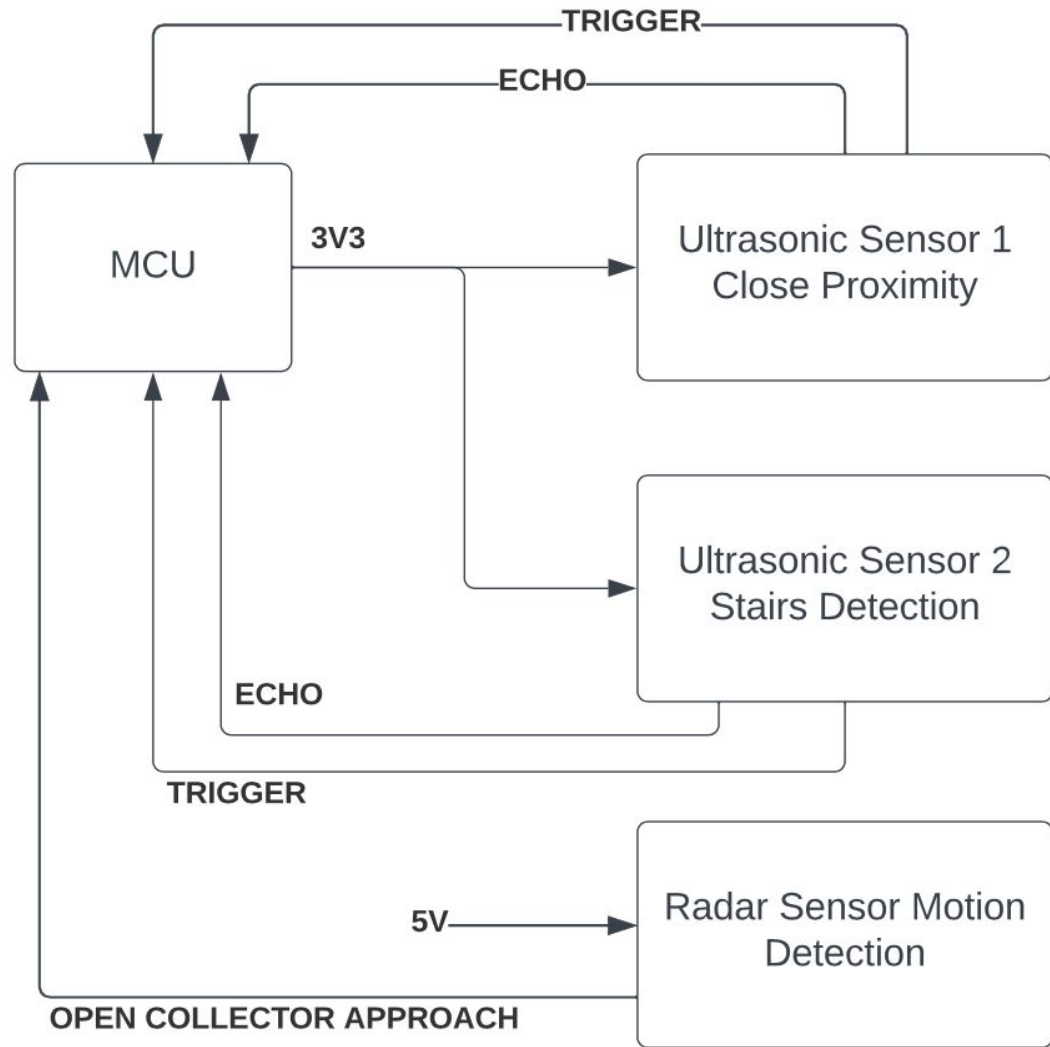 TRIGGER
ECHO
MCU
3V3
Ultrasonic Sensor 1
Close Proximity
Ultrasonic Sensor 2
Stairs Detection
ECHO
TRIGGER
5V
Radar Sensor Motion
Detection
OPEN COLLECTOR APPROACH